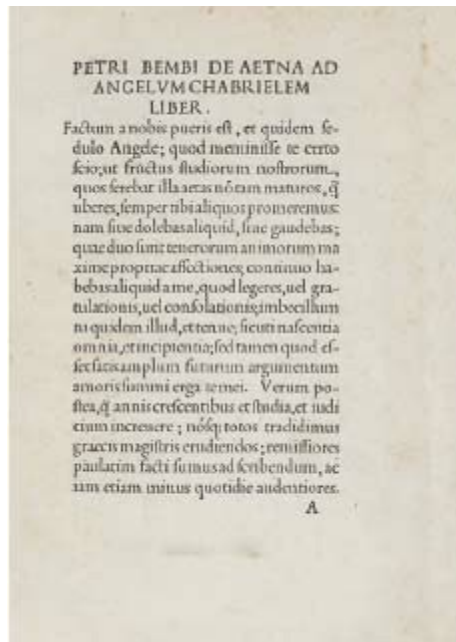 PETRI BEMBI DE AETNA AD
ANGELVM CHABRIELEM
LIBER.
Factum a nobis pueris est, et quidem se-
dulo Angele; quod meminisse te certo
scio; ut fructus studiorum nostrorum,
quos ferebat illa aetas nõ tam maturos, q̃
uberes, semper tibi aliquos promeremus:
nam siue dolebas aliquid, siue gaudebas;
quae duo sunt tenerorum animorum ma
xime propriae affectiones; continuo ha-
bebas aliquid a me, quod legeres, uel gra-
tulationis, uel consolationis; imbecillum
tu quidem illud, et tenue; sicuti nascentia
omnia, et incipientia; sed tamen quod es-
set satis amplum futurum argumentum
amoris summi erga te mei. Verum po-
stea, q̃ annis crescentibus et studia, et iudi
cium increuere; nósq; totos tradidimus
graecis magistris erudiendos; remissiores
paulatim facti sumus ad scribendum, ac
iam etiam minus quotidie audentiores.
A